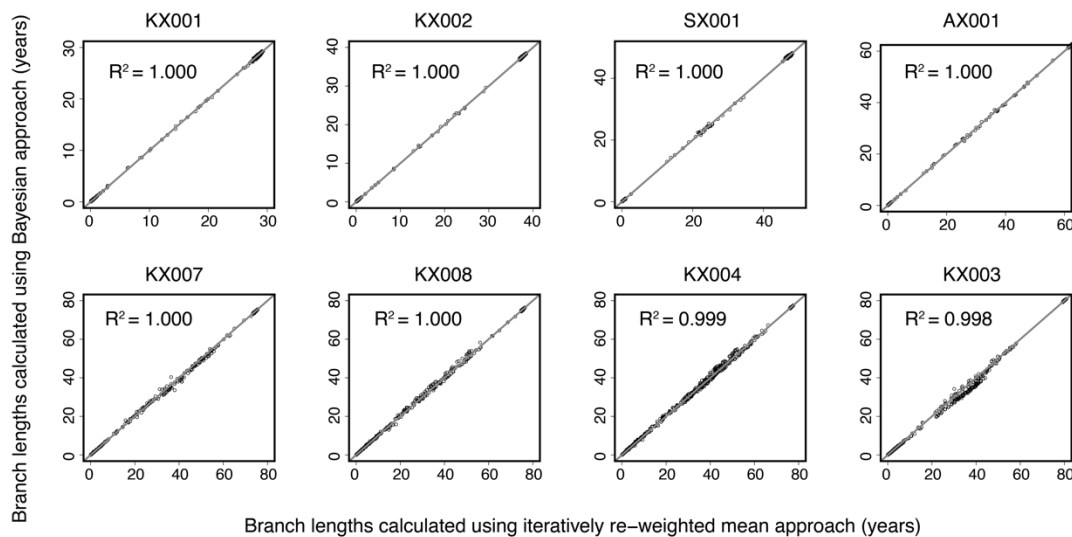 KX001 KX002 SX001 AX001
Branch lengths calculated using Bayesian approach (years)
R² = 1.000 R² = 1.000 R² = 1.000 R² = 1.000
0 10 20 30
0 10 20 30
0 10 20 30 40
0 10 20 30 40
0 20 40
0 20 40
0 20 40 60
0 20 40 60
KX007 KX008 KX004 KX003
R² = 1.000 R² = 1.000 R² = 0.999 R² = 0.998
0 20 40 60 80
0 20 40 60 80
0 20 40 60 80
0 20 40 60 80
0 20 40 60 80
0 20 40 60 80
0 20 40 60 80
0 20 40 60 80
Branch lengths calculated using iteratively re−weighted mean approach (years)